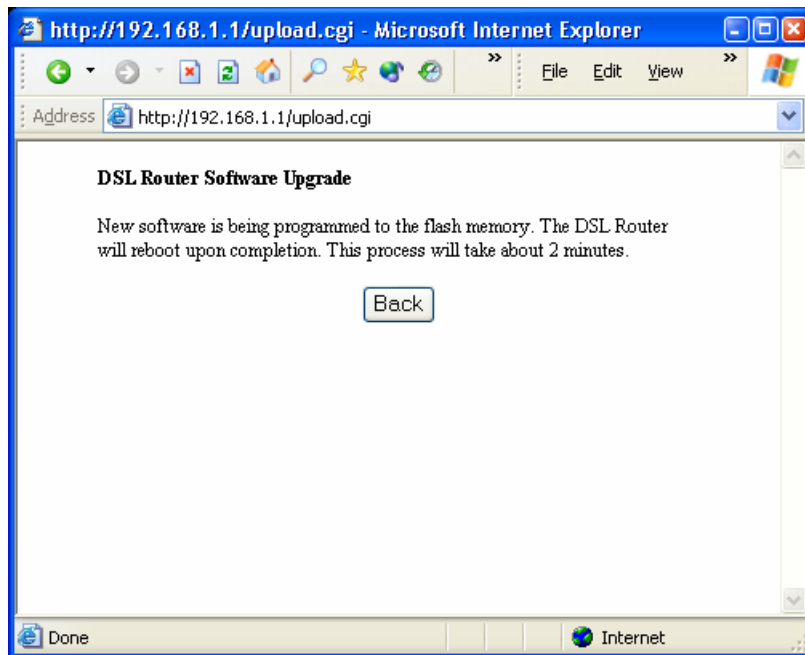 http://192.168.1.1/upload.cgi - Microsoft Internet Explorer
» File Edit View »
Address http://192.168.1.1/upload.cgi
DSL Router Software Upgrade
New software is being programmed to the flash memory. The DSL Router
will reboot upon completion. This process will take about 2 minutes.
Back
Done Internet